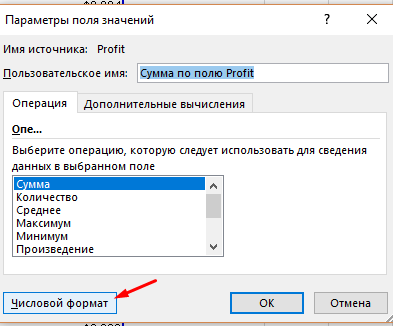 Параметры поля значений
Имя источника: Profit
Пользовательское имя: Сумма по полю Profit
Операция Дополнительные вычисления
Опе...
Выберите операцию, которую следует использовать для сведения
данных в выбранном поле
Сумма
Количество
Среднее
Максимум
Минимум
Произведение
Числовой формат OK Отмена